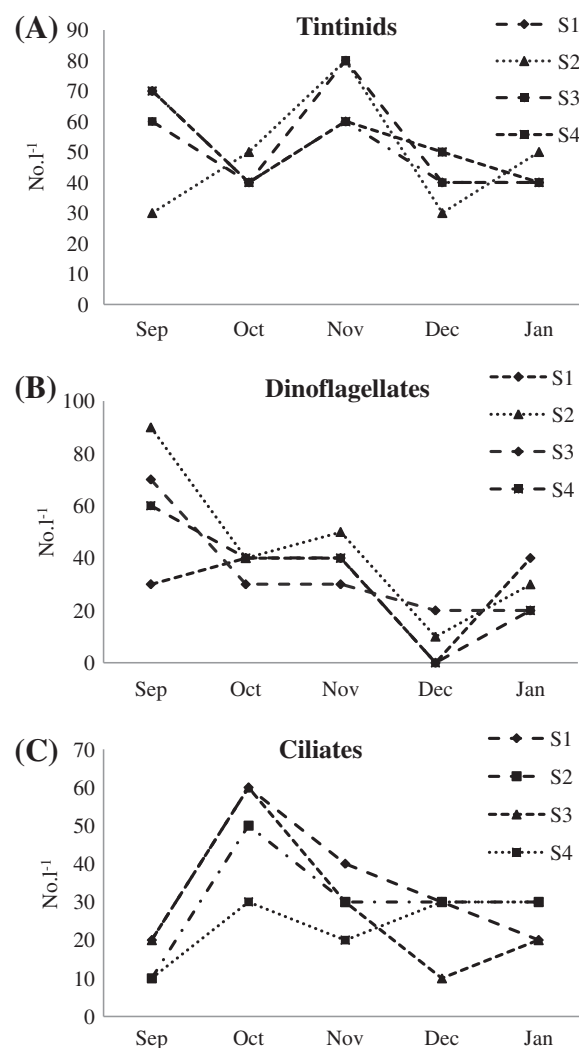 (A)
Tintinids
No.l⁻¹
90
80
70
60
50
40
30
20
10
0
Sep Oct Nov Dec Jan
S1
S2
S3
S4
(B)
Dinoflagellates
No.l⁻¹
100
80
60
40
20
0
Sep Oct Nov Dec Jan
S1
S2
S3
S4
(C)
Ciliates
No.l⁻¹
70
60
50
40
30
20
10
0
Sep Oct Nov Dec Jan
S1
S2
S3
S4